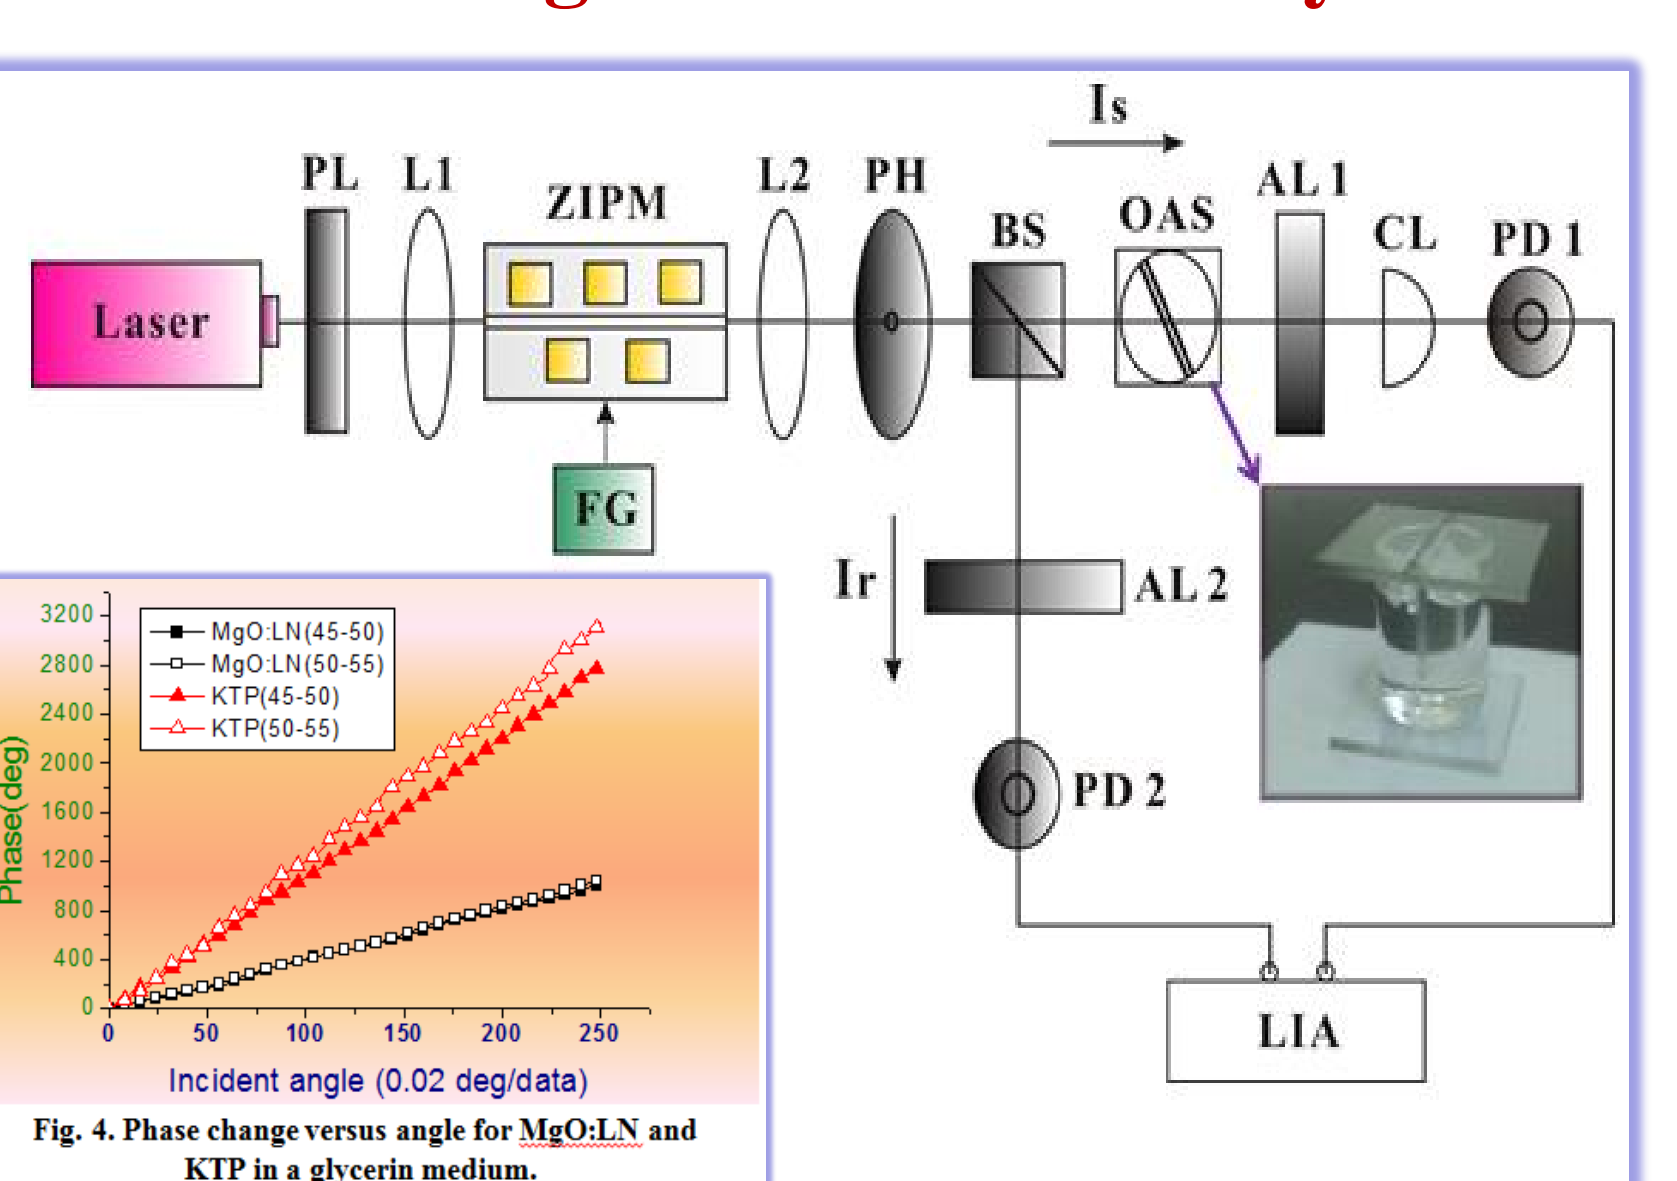 Is
PL L1 ZIPM L2 PH BS OAS AL 1 CL PD 1
Laser
FG
Ir AL 2
PD 2
LIA
MgO:LN(45-50)
MgO:LN(50-55)
KTP(45-50)
KTP(50-55)
3200
2800
2400
2000
1600
1200
800
400
0
Phase(deg)
0 50 100 150 200 250
Incident angle (0.02 deg/data)
Fig. 4. Phase change versus angle for MgO:LN and
KTP in a glycerin medium.